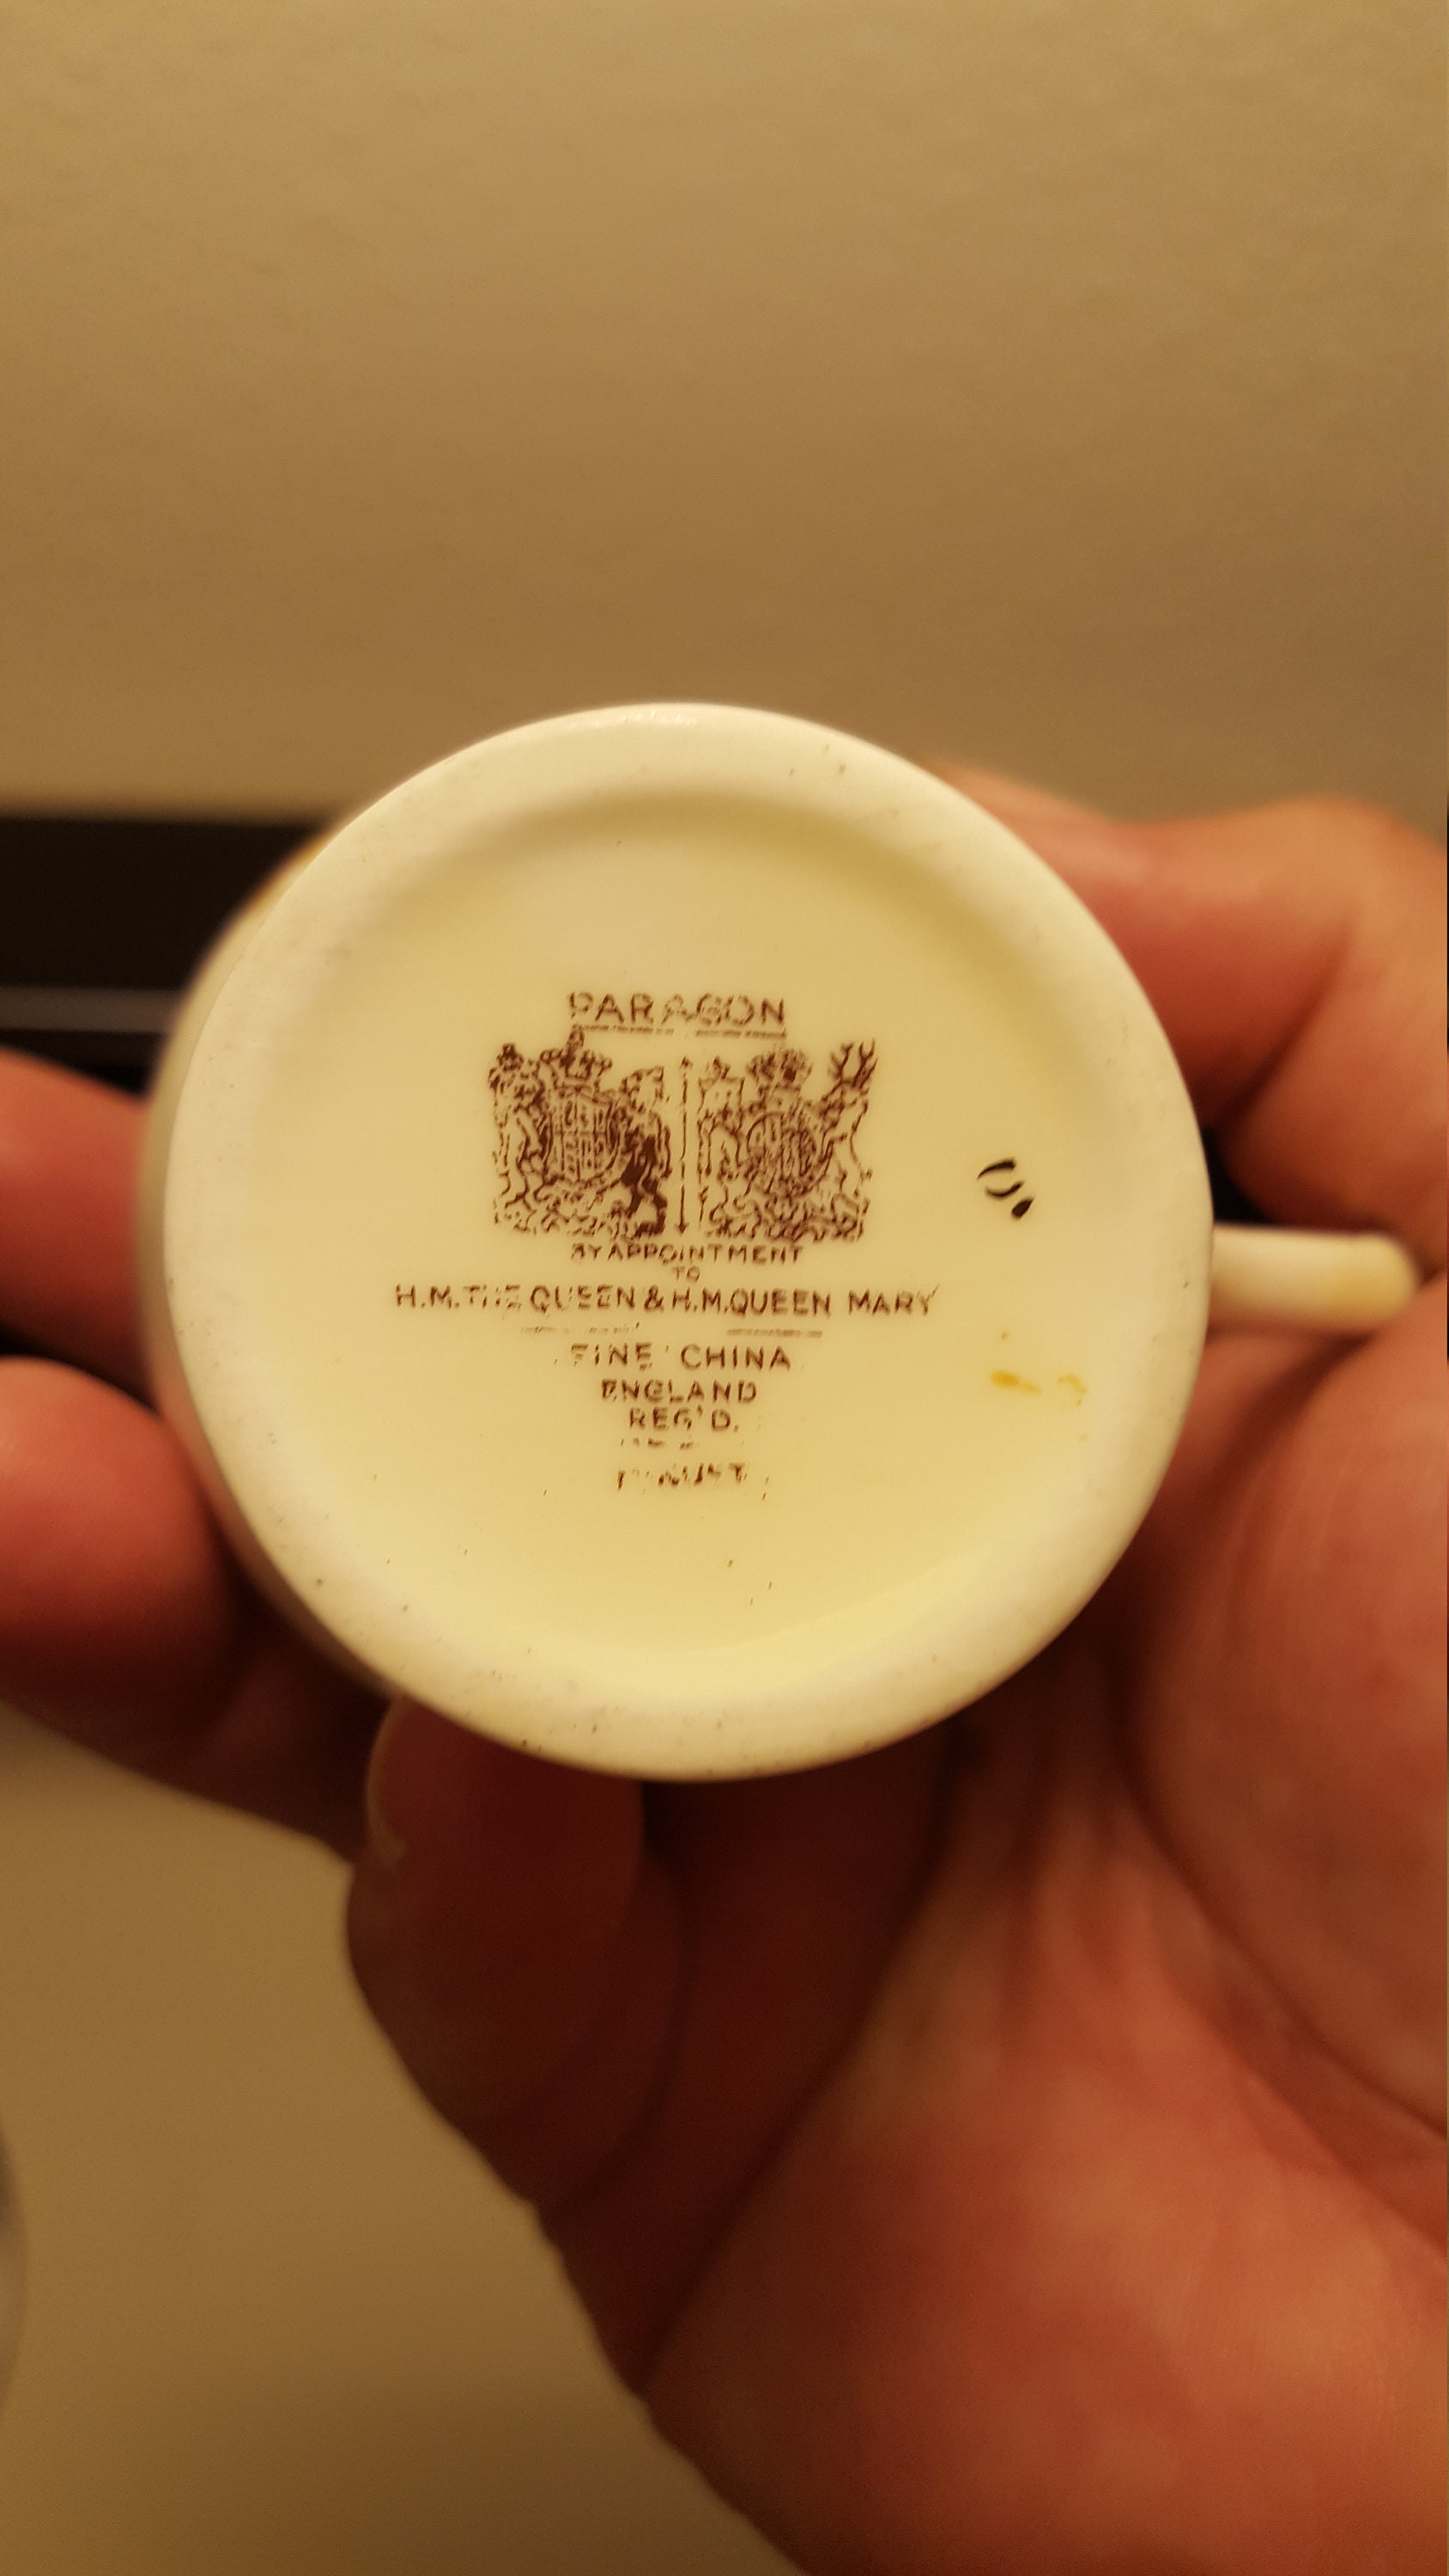 PARAGON
BY APPOINTMENT
TO
H.M. THE QUEEN & H.M. QUEEN MARY
FINE CHINA
ENGLAND
REG'D.